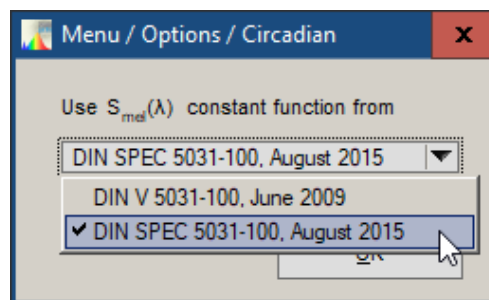 Menu / Options / Circadian
Use Smel(λ) constant function from
DIN SPEC 5031-100, August 2015
DIN V 5031-100, June 2009
DIN SPEC 5031-100, August 2015
OK